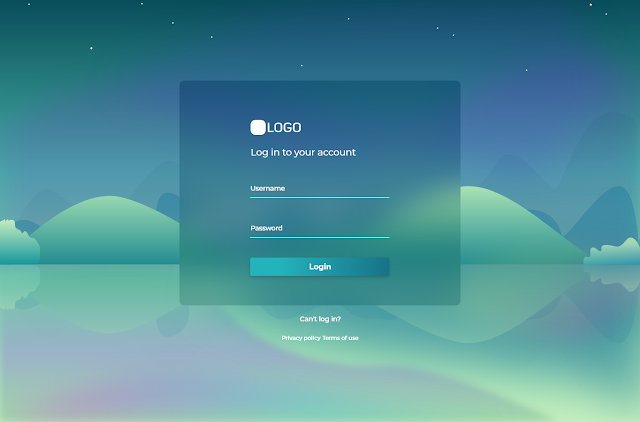 LOGO
Log in to your account
Username
Password
Login
Can't log in?
Privacy policy Terms of use